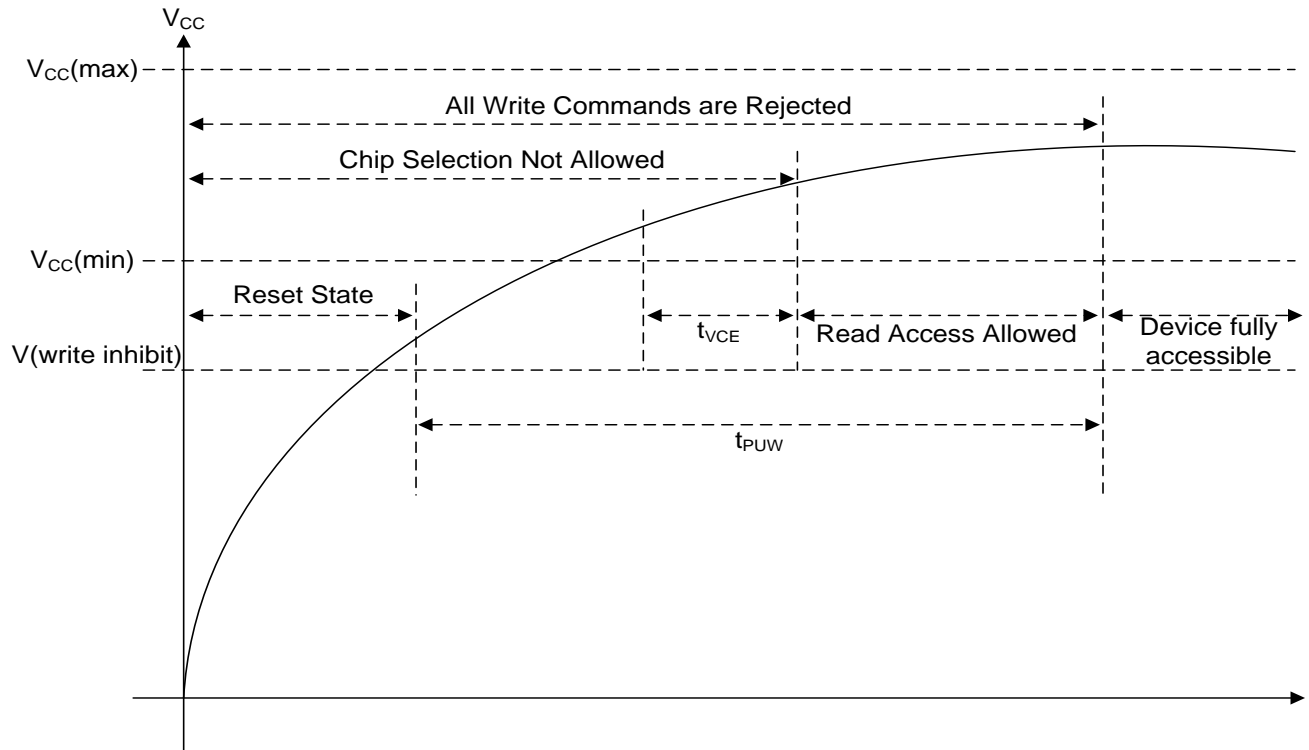 VCC
VCC(max)
All Write Commands are Rejected
Chip Selection Not Allowed
VCC(min)
Reset State
tVCE
Read Access Allowed
Device fully
accessible
V(write inhibit)
tPUW